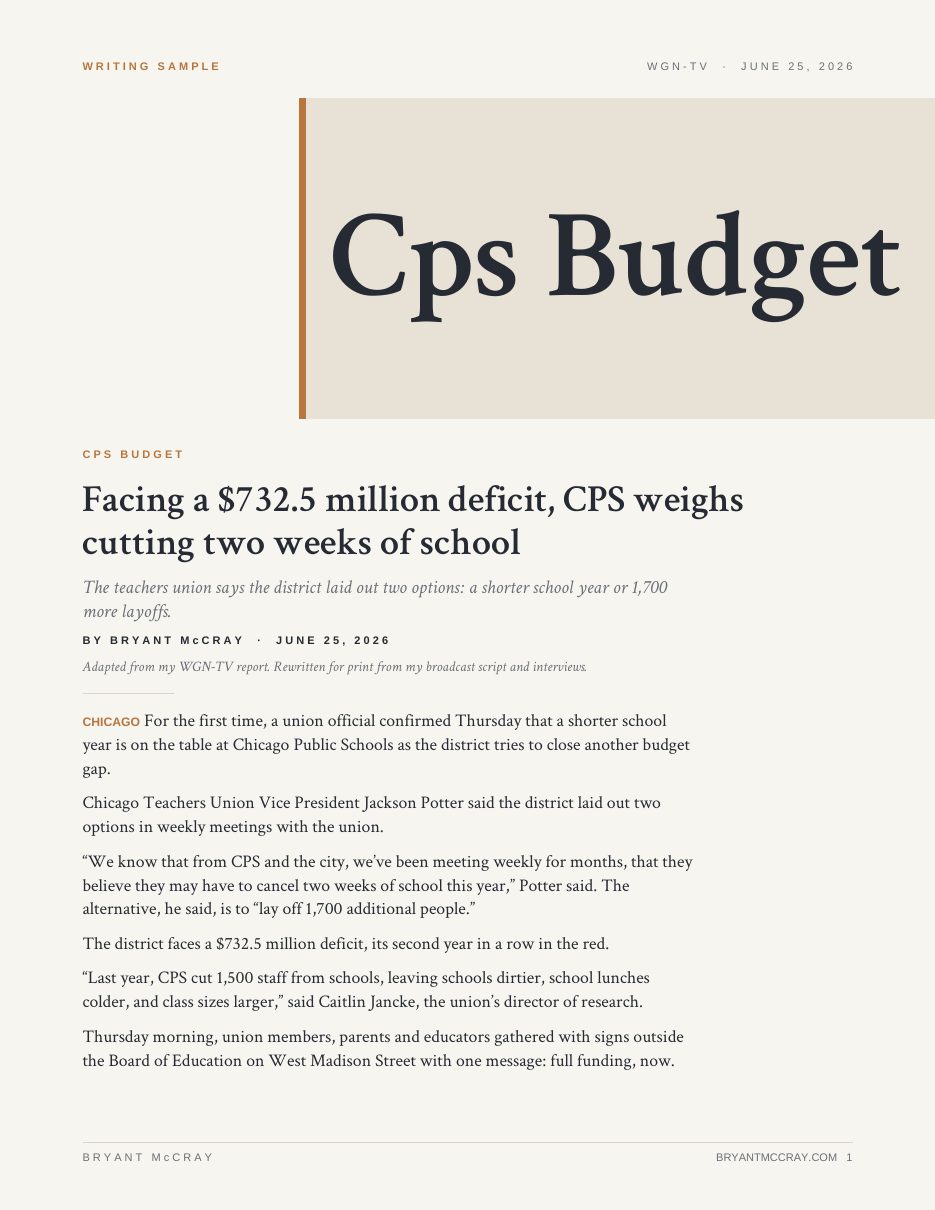 WRITING SAMPLE
WGN-TV · JUNE 25, 2026
Cps Budget
CPS BUDGET
Facing a $732.5 million deficit, CPS weighs
cutting two weeks of school
The teachers union says the district laid out two options: a shorter school year or 1,700
more layoffs.
BY BRYANT McCRAY · JUNE 25, 2026
Adapted from my WGN-TV report. Rewritten for print from my broadcast script and interviews.
CHICAGO For the first time, a union official confirmed Thursday that a shorter school
year is on the table at Chicago Public Schools as the district tries to close another budget
gap.
Chicago Teachers Union Vice President Jackson Potter said the district laid out two
options in weekly meetings with the union.
“We know that from CPS and the city, we’ve been meeting weekly for months, that they
believe they may have to cancel two weeks of school this year,” Potter said. The
alternative, he said, is to “lay off 1,700 additional people.”
The district faces a $732.5 million deficit, its second year in a row in the red.
“Last year, CPS cut 1,500 staff from schools, leaving schools dirtier, school lunches
colder, and class sizes larger,” said Caitlin Jancke, the union’s director of research.
Thursday morning, union members, parents and educators gathered with signs outside
the Board of Education on West Madison Street with one message: full funding, now.
BRYANT McCRAY
BRYANTMCCRAY.COM 1